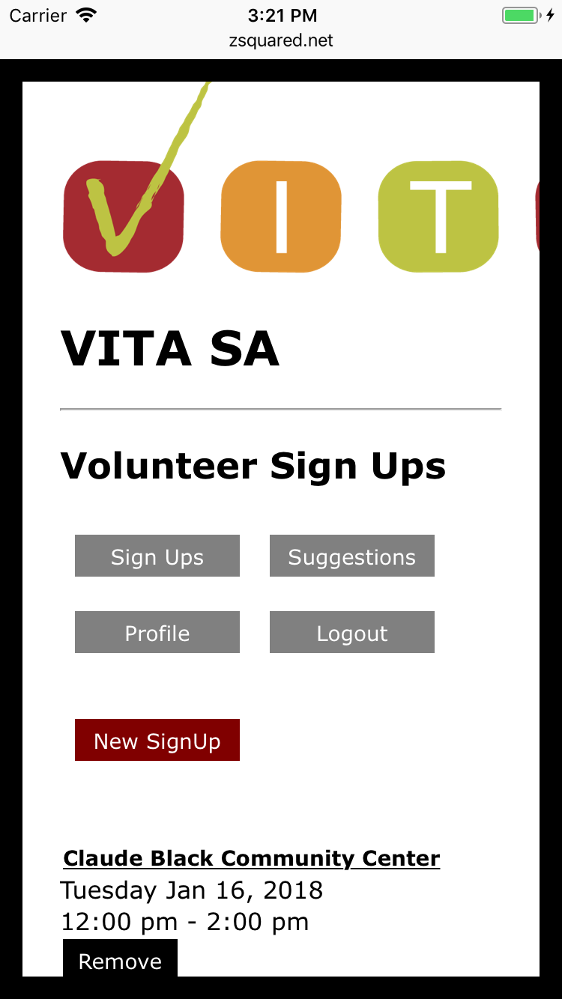 Carrier 3:21 PM
zsquared.net
V I T
VITA SA
Volunteer Sign Ups
Sign Ups Suggestions
Profile Logout
New SignUp
Claude Black Community Center
Tuesday Jan 16, 2018
12:00 pm - 2:00 pm
Remove